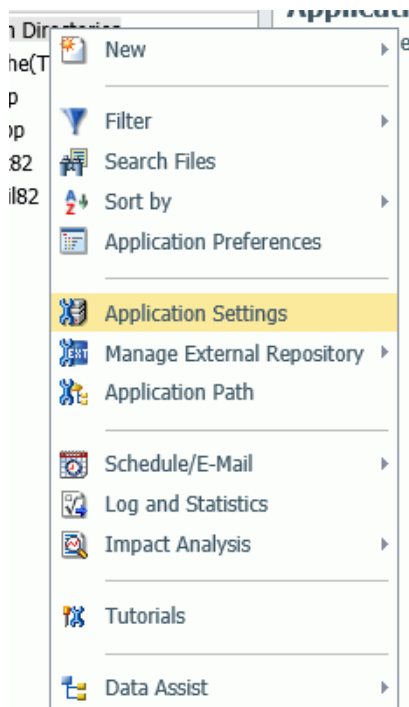 New
Filter
Search Files
Sort by
Application Preferences
Application Settings
Manage External Repository
EXT
Application Path
Schedule/E-Mail
Log and Statistics
Impact Analysis
Tutorials
Data Assist